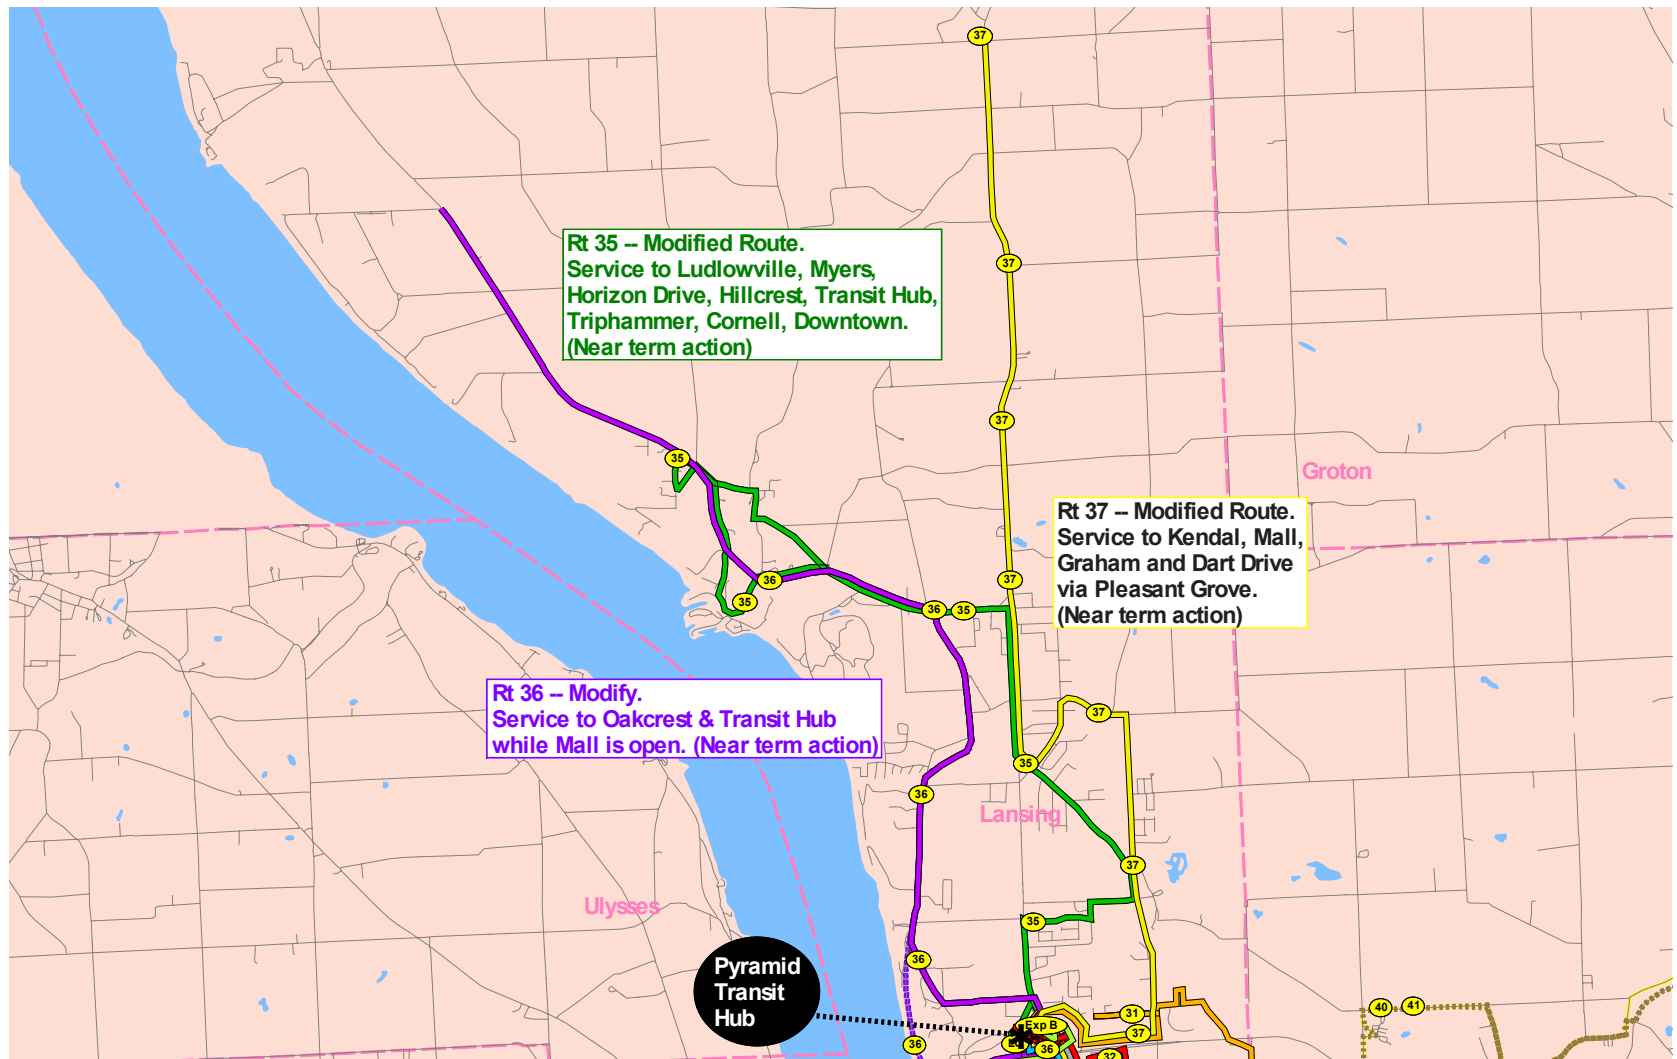 37
Rt 35 -- Modified Route.
Service to Ludlowville, Myers,
Horizon Drive, Hillcrest, Transit Hub,
Triphammer, Cornell, Downtown.
(Near term action)
37
37
35
Groton
Rt 37 -- Modified Route.
Service to Kendal, Mall,
Graham and Dart Drive
via Pleasant Grove.
(Near term action)
36
37
35
36
35
Rt 36 -- Modify.
Service to Oakcrest & Transit Hub
while Mall is open. (Near term action)
37
35
36
Lansing
37
Ulysses
35
36
Pyramid
Transit
Hub
40
41
31
Exp B
37
36
36
32